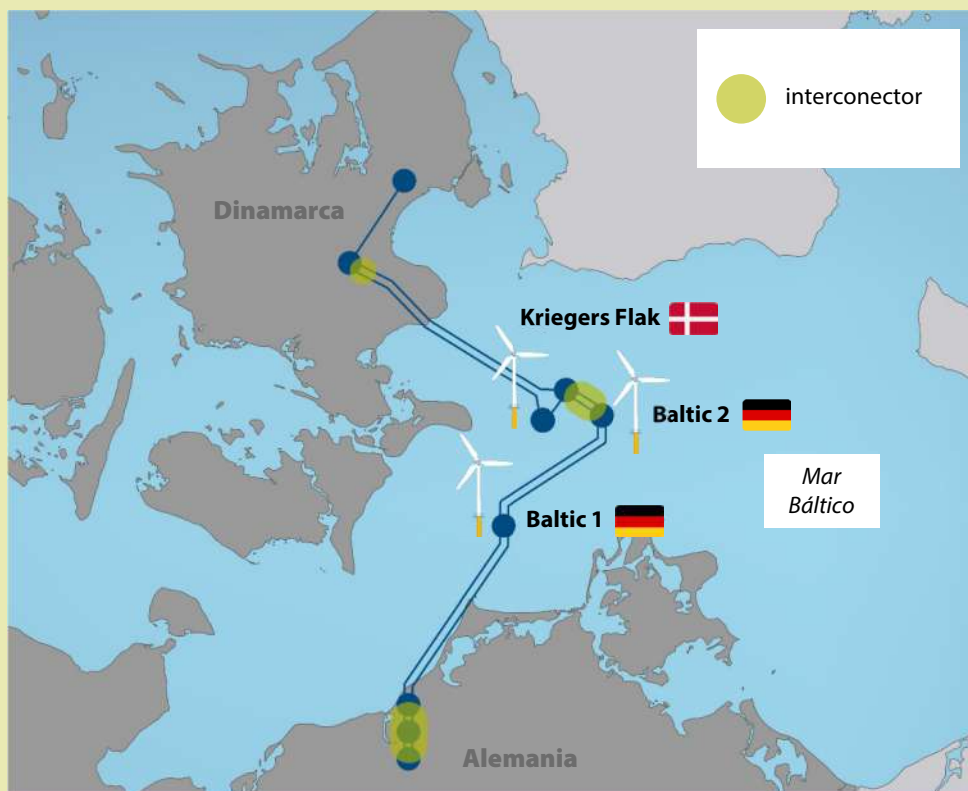 interconector
Dinamarca
Kriegers Flak
Baltic 2
Mar
Báltico
Baltic 1
Alemania